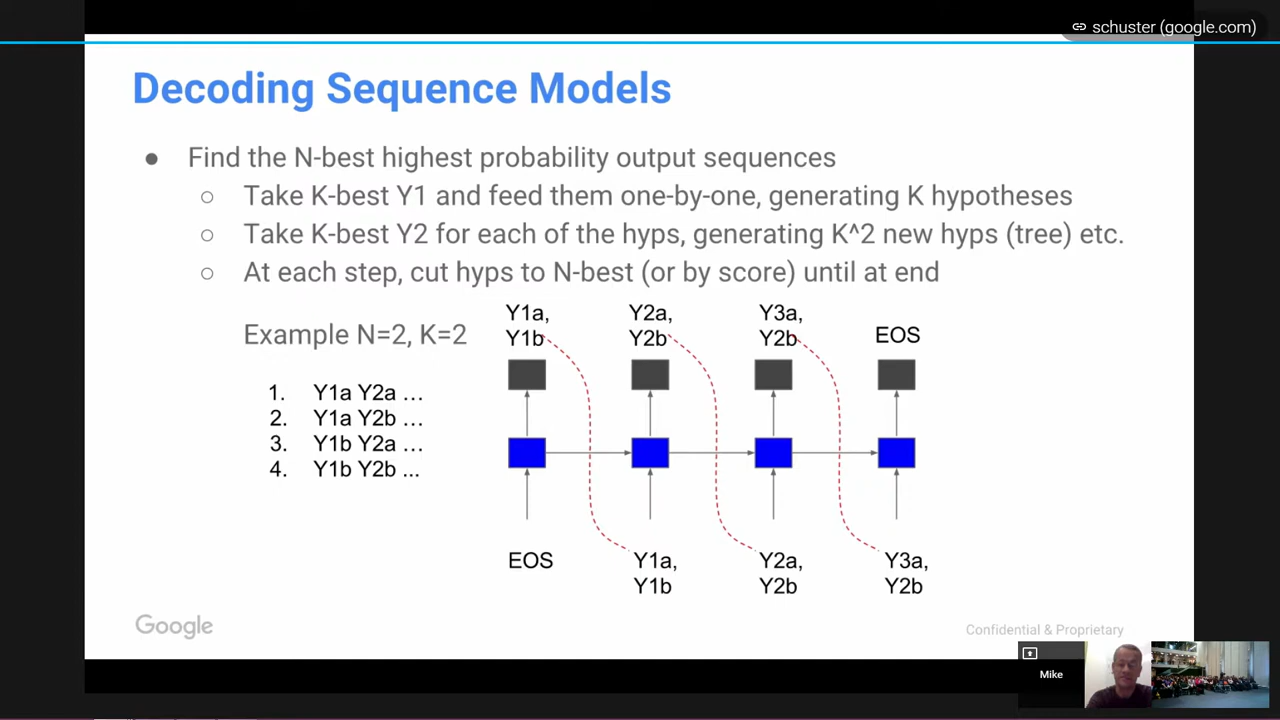 schuster (google.com)
Decoding Sequence Models
● Find the N-best highest probability output sequences
○ Take K-best Y1 and feed them one-by-one, generating K hypotheses
○ Take K-best Y2 for each of the hyps, generating K^2 new hyps (tree) etc.
○ At each step, cut hyps to N-best (or by score) until at end
Example N=2, K=2
1. Y1a Y2a ...
2. Y1a Y2b ...
3. Y1b Y2a ...
4. Y1b Y2b ...
Y1a,
Y1b
Y2a,
Y2b
Y3a,
Y2b
EOS
EOS
Y1a,
Y1b
Y2a,
Y2b
Y3a,
Y2b
Google
Confidential & Proprietary
Mike